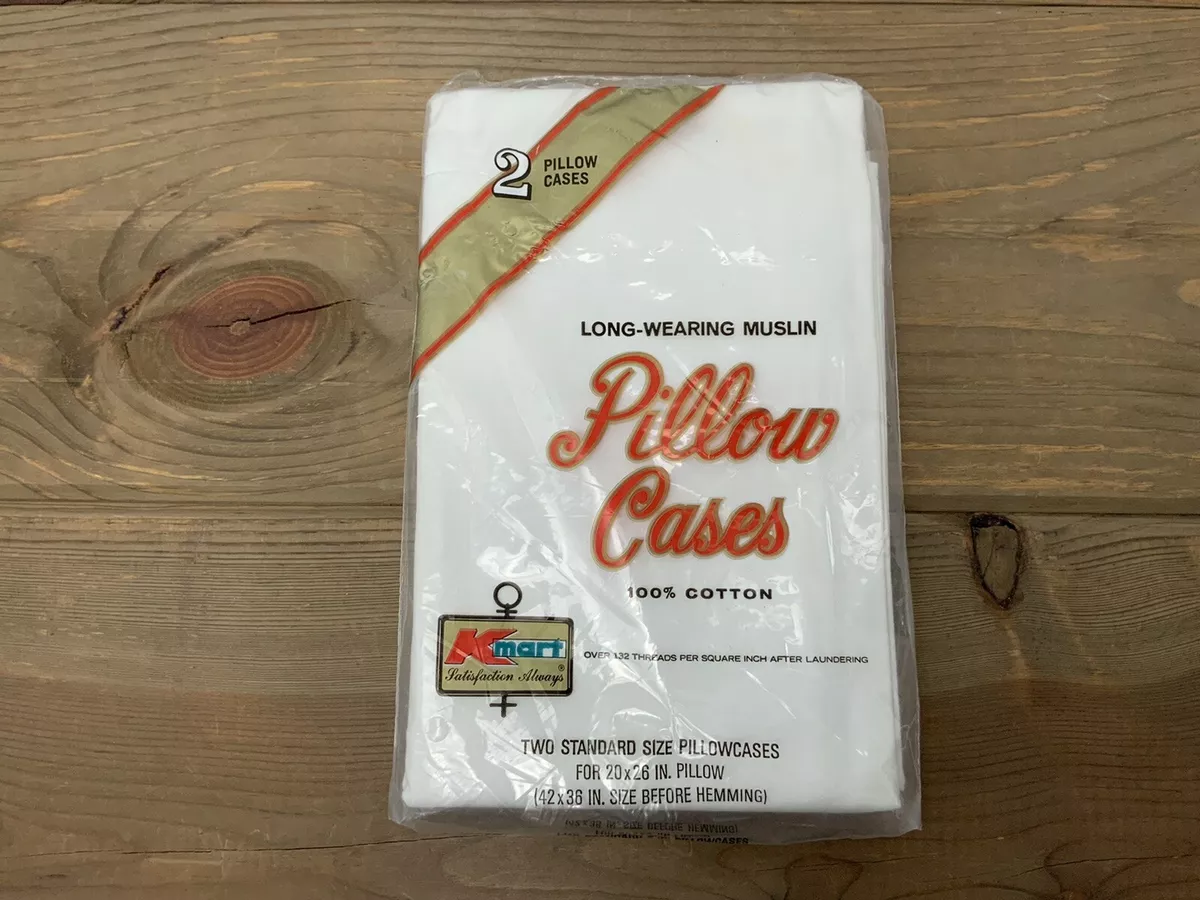 2 PILLOW
CASES
LONG-WEARING MUSLIN
Pillow
Cases
100% COTTON
Kmart
Satisfaction Always®
OVER 132 THREADS PER SQUARE INCH AFTER LAUNDERING
TWO STANDARD SIZE PILLOWCASES
FOR 20x26 IN. PILLOW
(42x36 IN. SIZE BEFORE HEMMING)